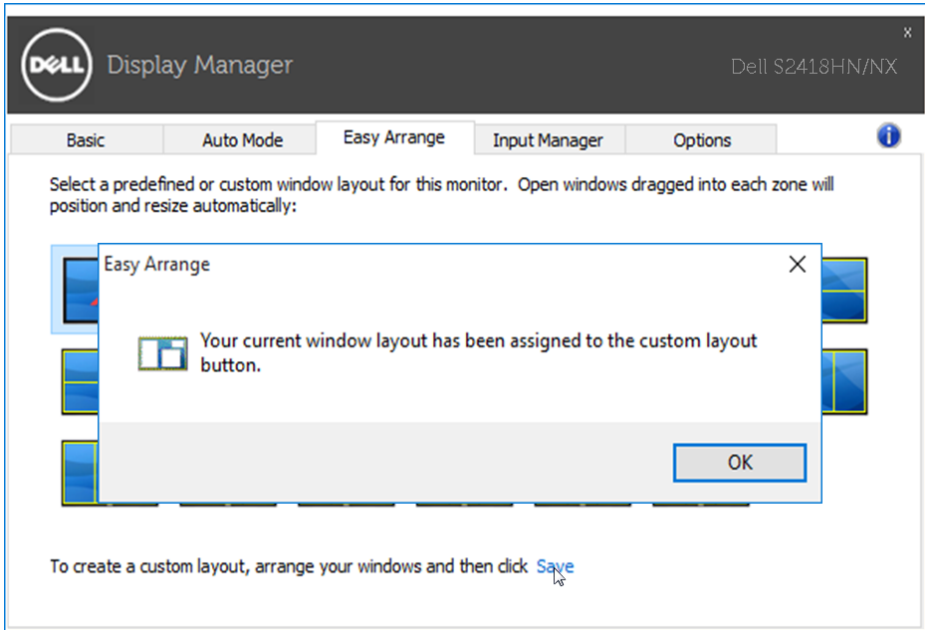 x
DELL Display Manager
Dell S2418HN/NX
Basic Auto Mode Easy Arrange Input Manager Options i
Select a predefined or custom window layout for this monitor. Open windows dragged into each zone will
position and resize automatically:
Easy Arrange
Your current window layout has been assigned to the custom layout
button.
OK
To create a custom layout, arrange your windows and then click Save